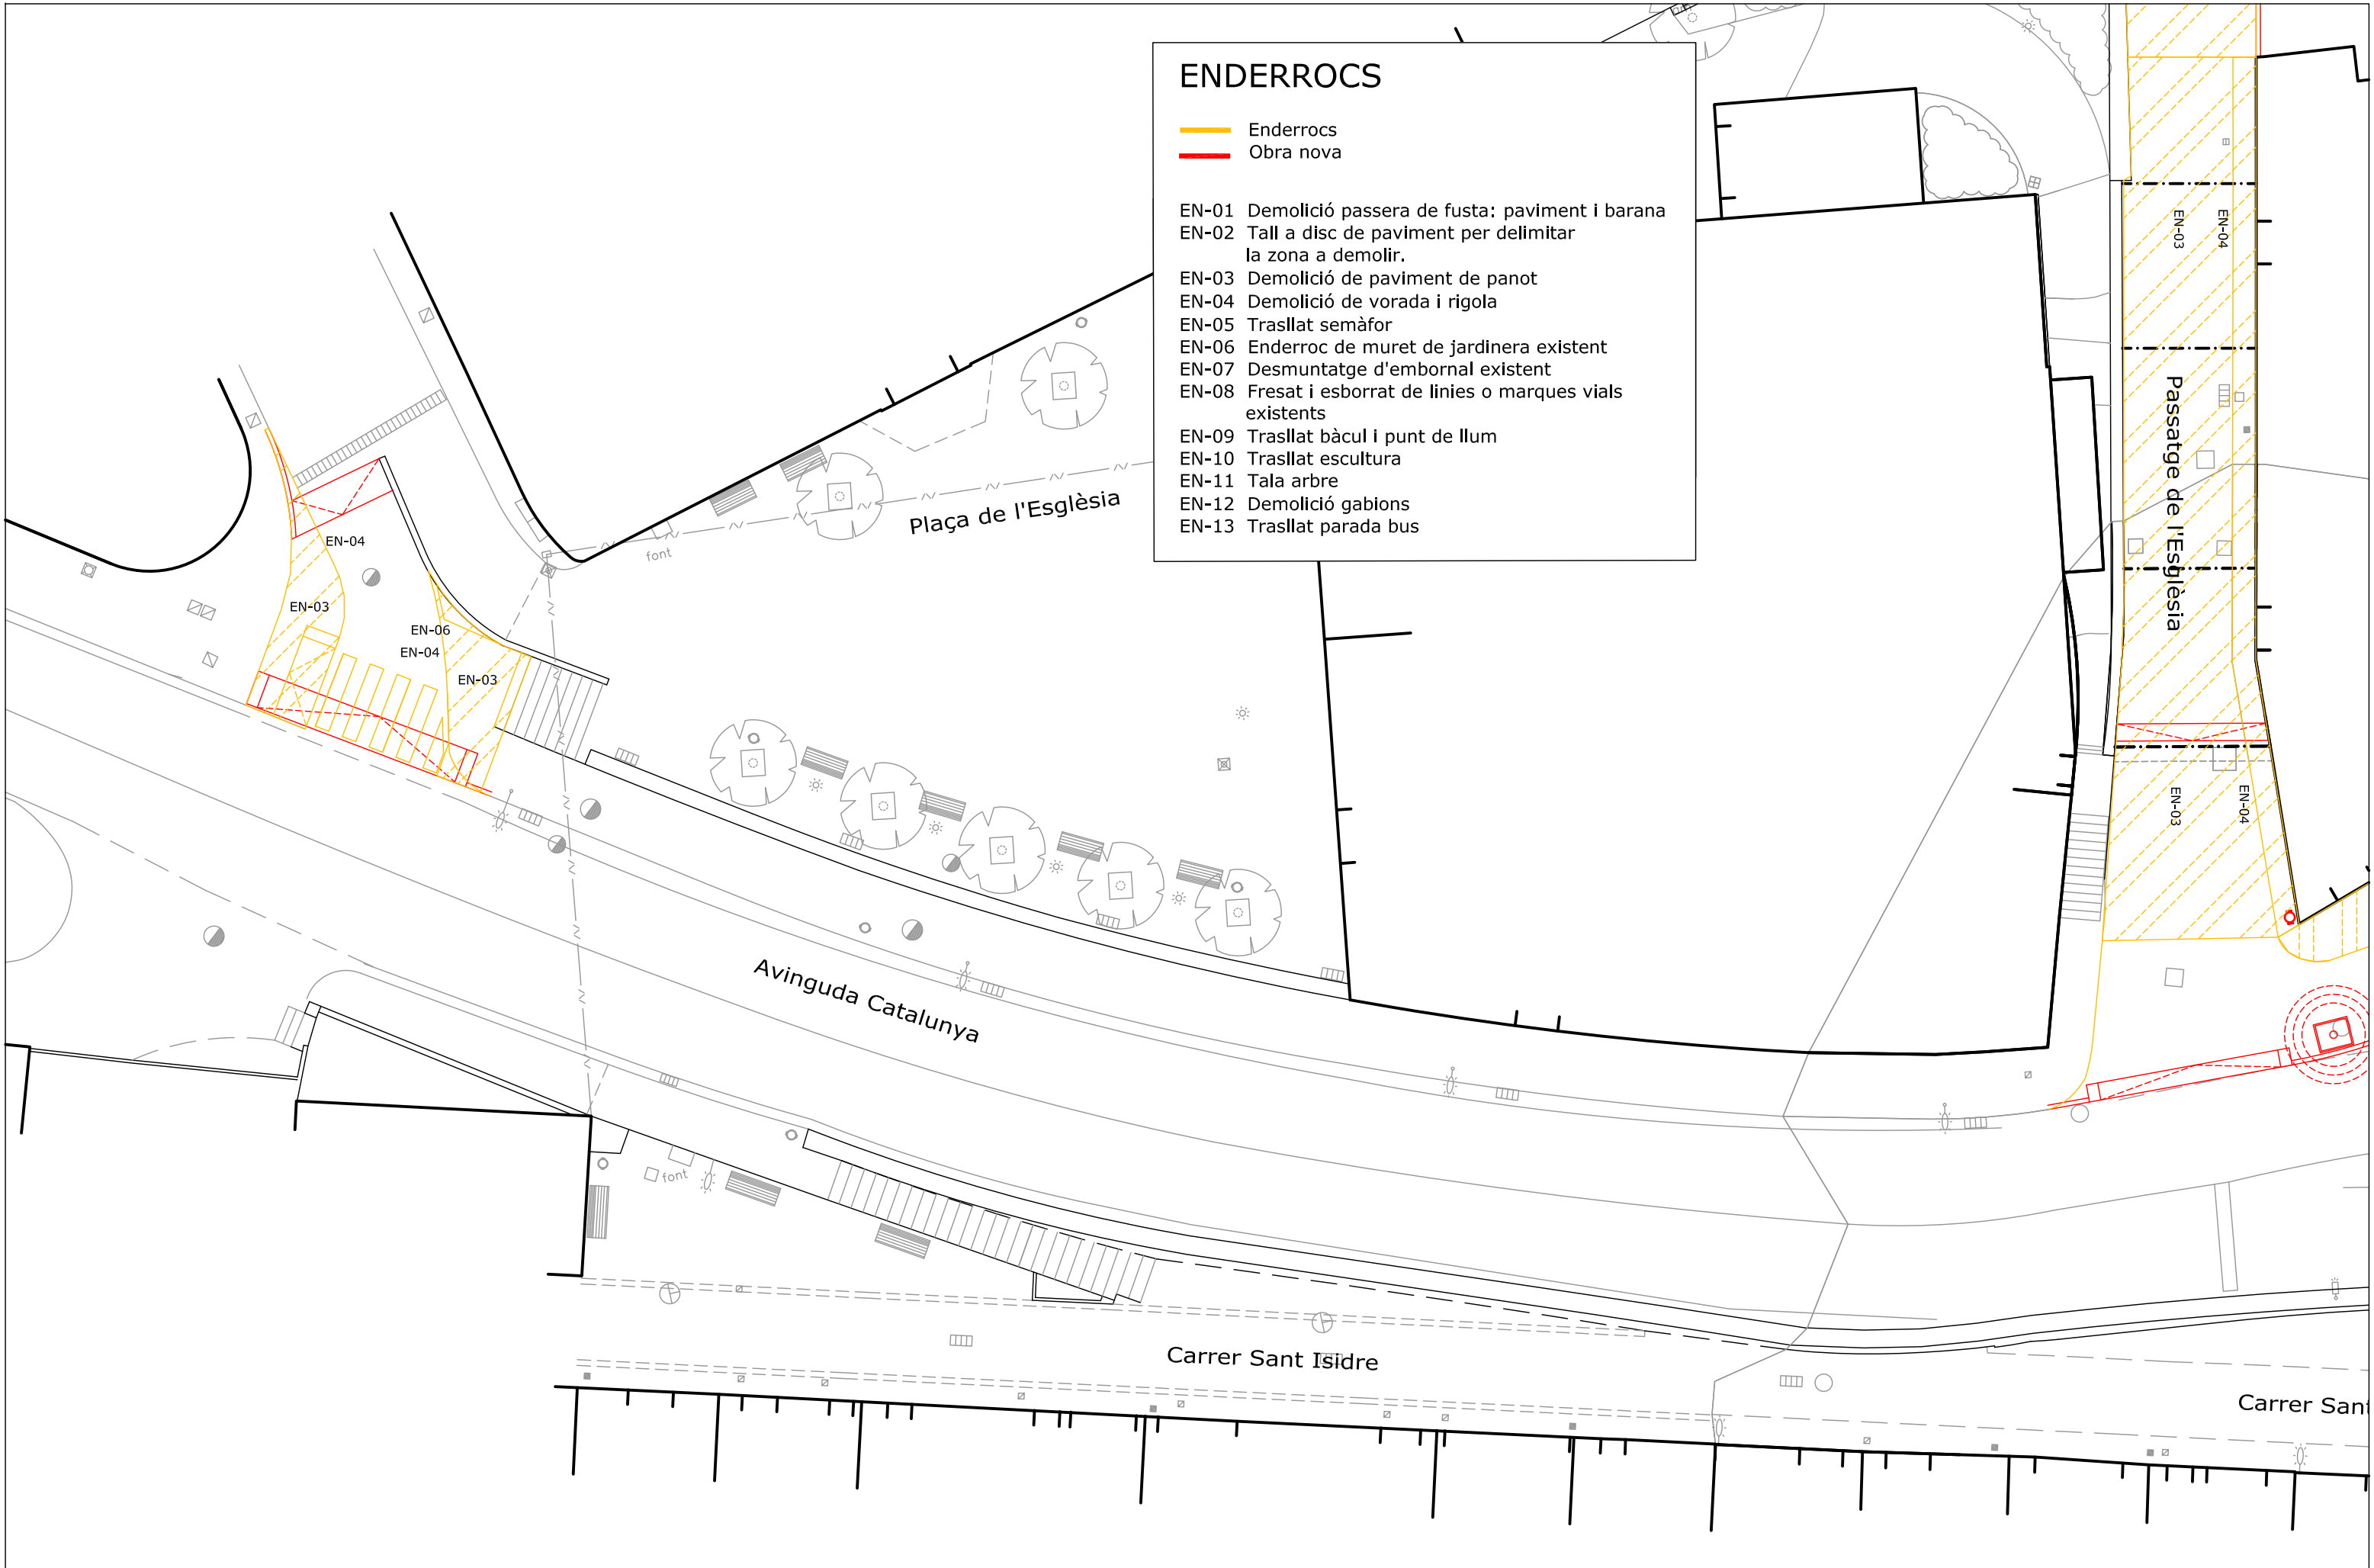 ENDERROCS
Enderrocs
Obra nova
EN-01 Demolició passera de fusta: paviment i barana
EN-02 Tall a disc de paviment per delimitar
la zona a demolir.
EN-03 Demolició de paviment de panot
EN-04 Demolició de vorada i rigola
EN-05 Trasllat semàfor
EN-06 Enderroc de muret de jardinera existent
EN-07 Desmuntatge d'embornal existent
EN-08 Fresat i esborrat de linies o marques vials
existents
EN-09 Trasllat bàcul i punt de llum
EN-10 Trasllat escultura
EN-11 Tala arbre
EN-12 Demolició gabions
EN-13 Trasllat parada bus
EN-03
EN-04
Passatge de l'Esglèsia
Plaça de l'Esglèsia
font
EN-04
EN-03
EN-06
EN-04
EN-03
EN-03
EN-04
Avinguda Catalunya
font
Carrer Sant Isidre
Carrer Sant